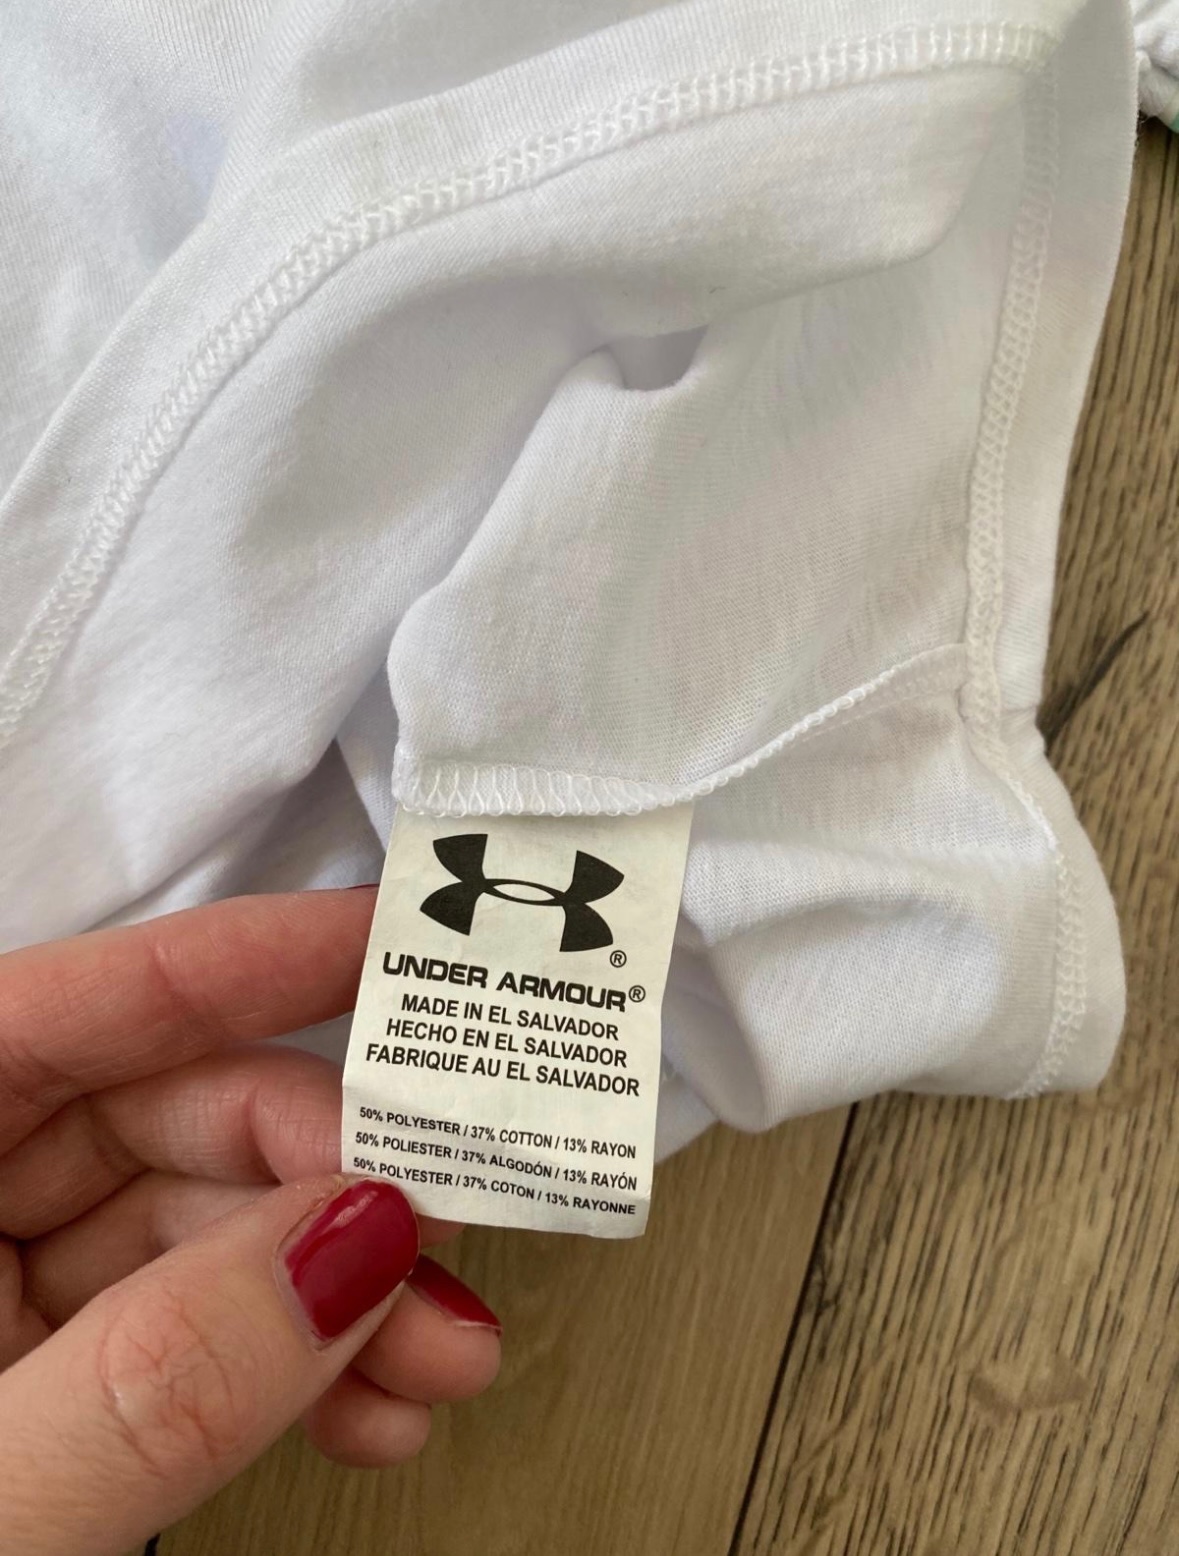 ®
UNDER ARMOUR®
MADE IN EL SALVADOR
HECHO EN EL SALVADOR
FABRIQUE AU EL SALVADOR
50% POLYESTER / 37% COTTON / 13% RAYON
50% POLIESTER / 37% ALGODÓN / 13% RAYÓN
50% POLYESTER / 37% COTON / 13% RAYONNE